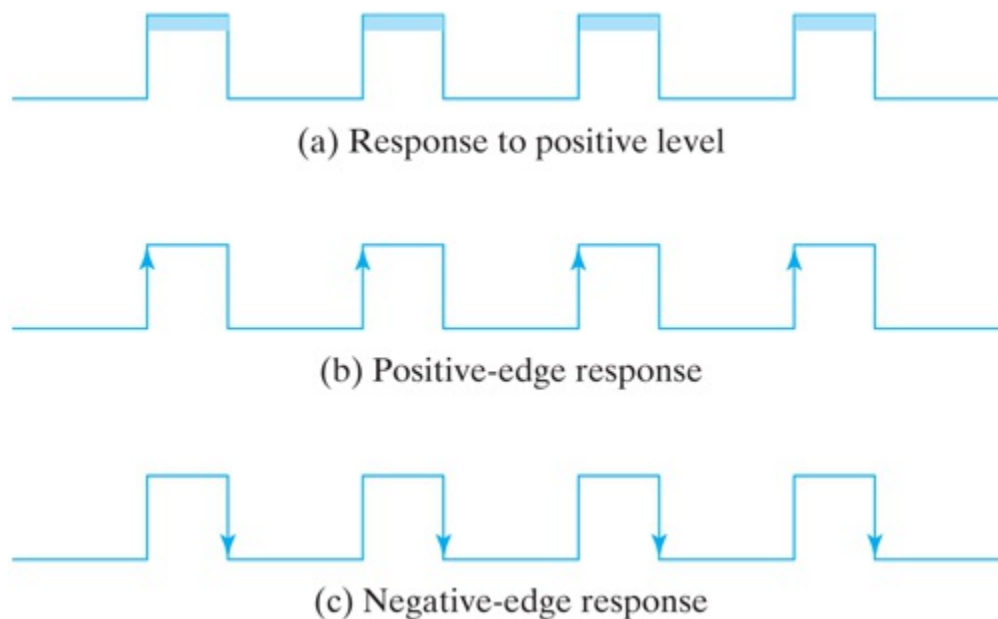 (a) Response to positive level
(b) Positive-edge response
(c) Negative-edge response